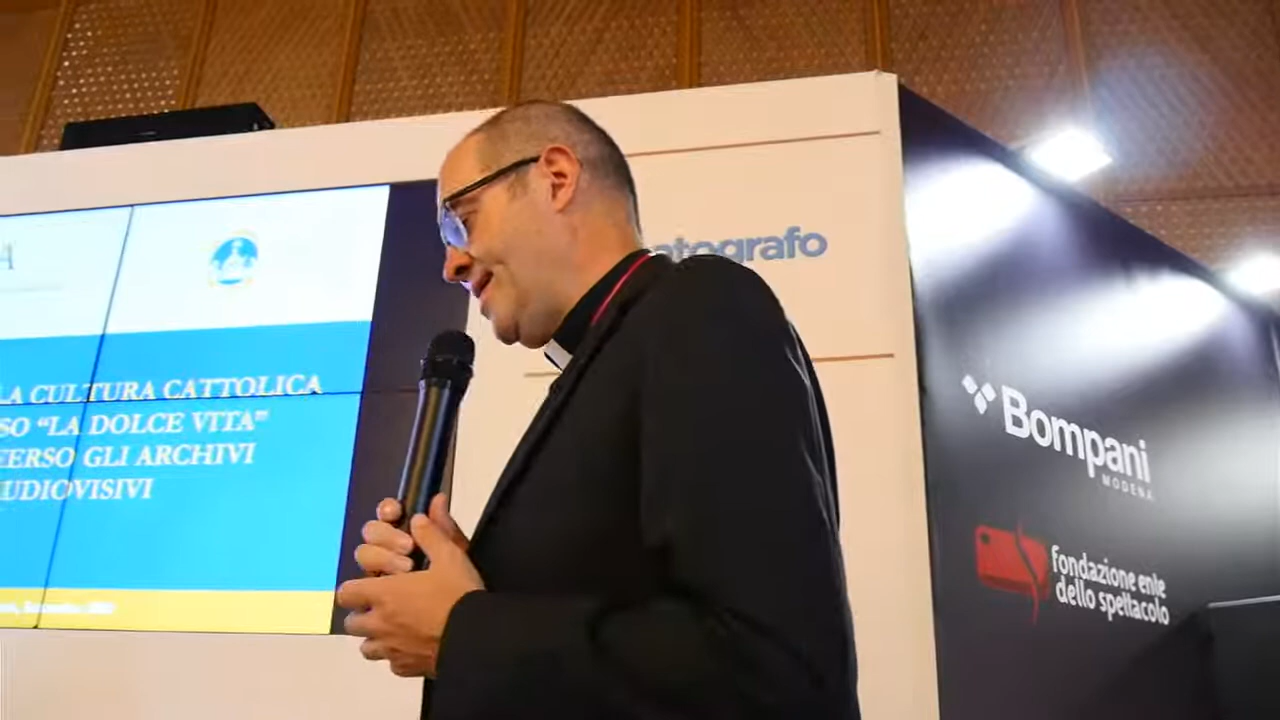 LA CULTURA CATTOLICA
SO “LA DOLCE VITA”
ERSO GLI ARCHIVI
UDIOVISIVI
atografo
Bompani
MODENA
fondazione ente
dello spettacolo